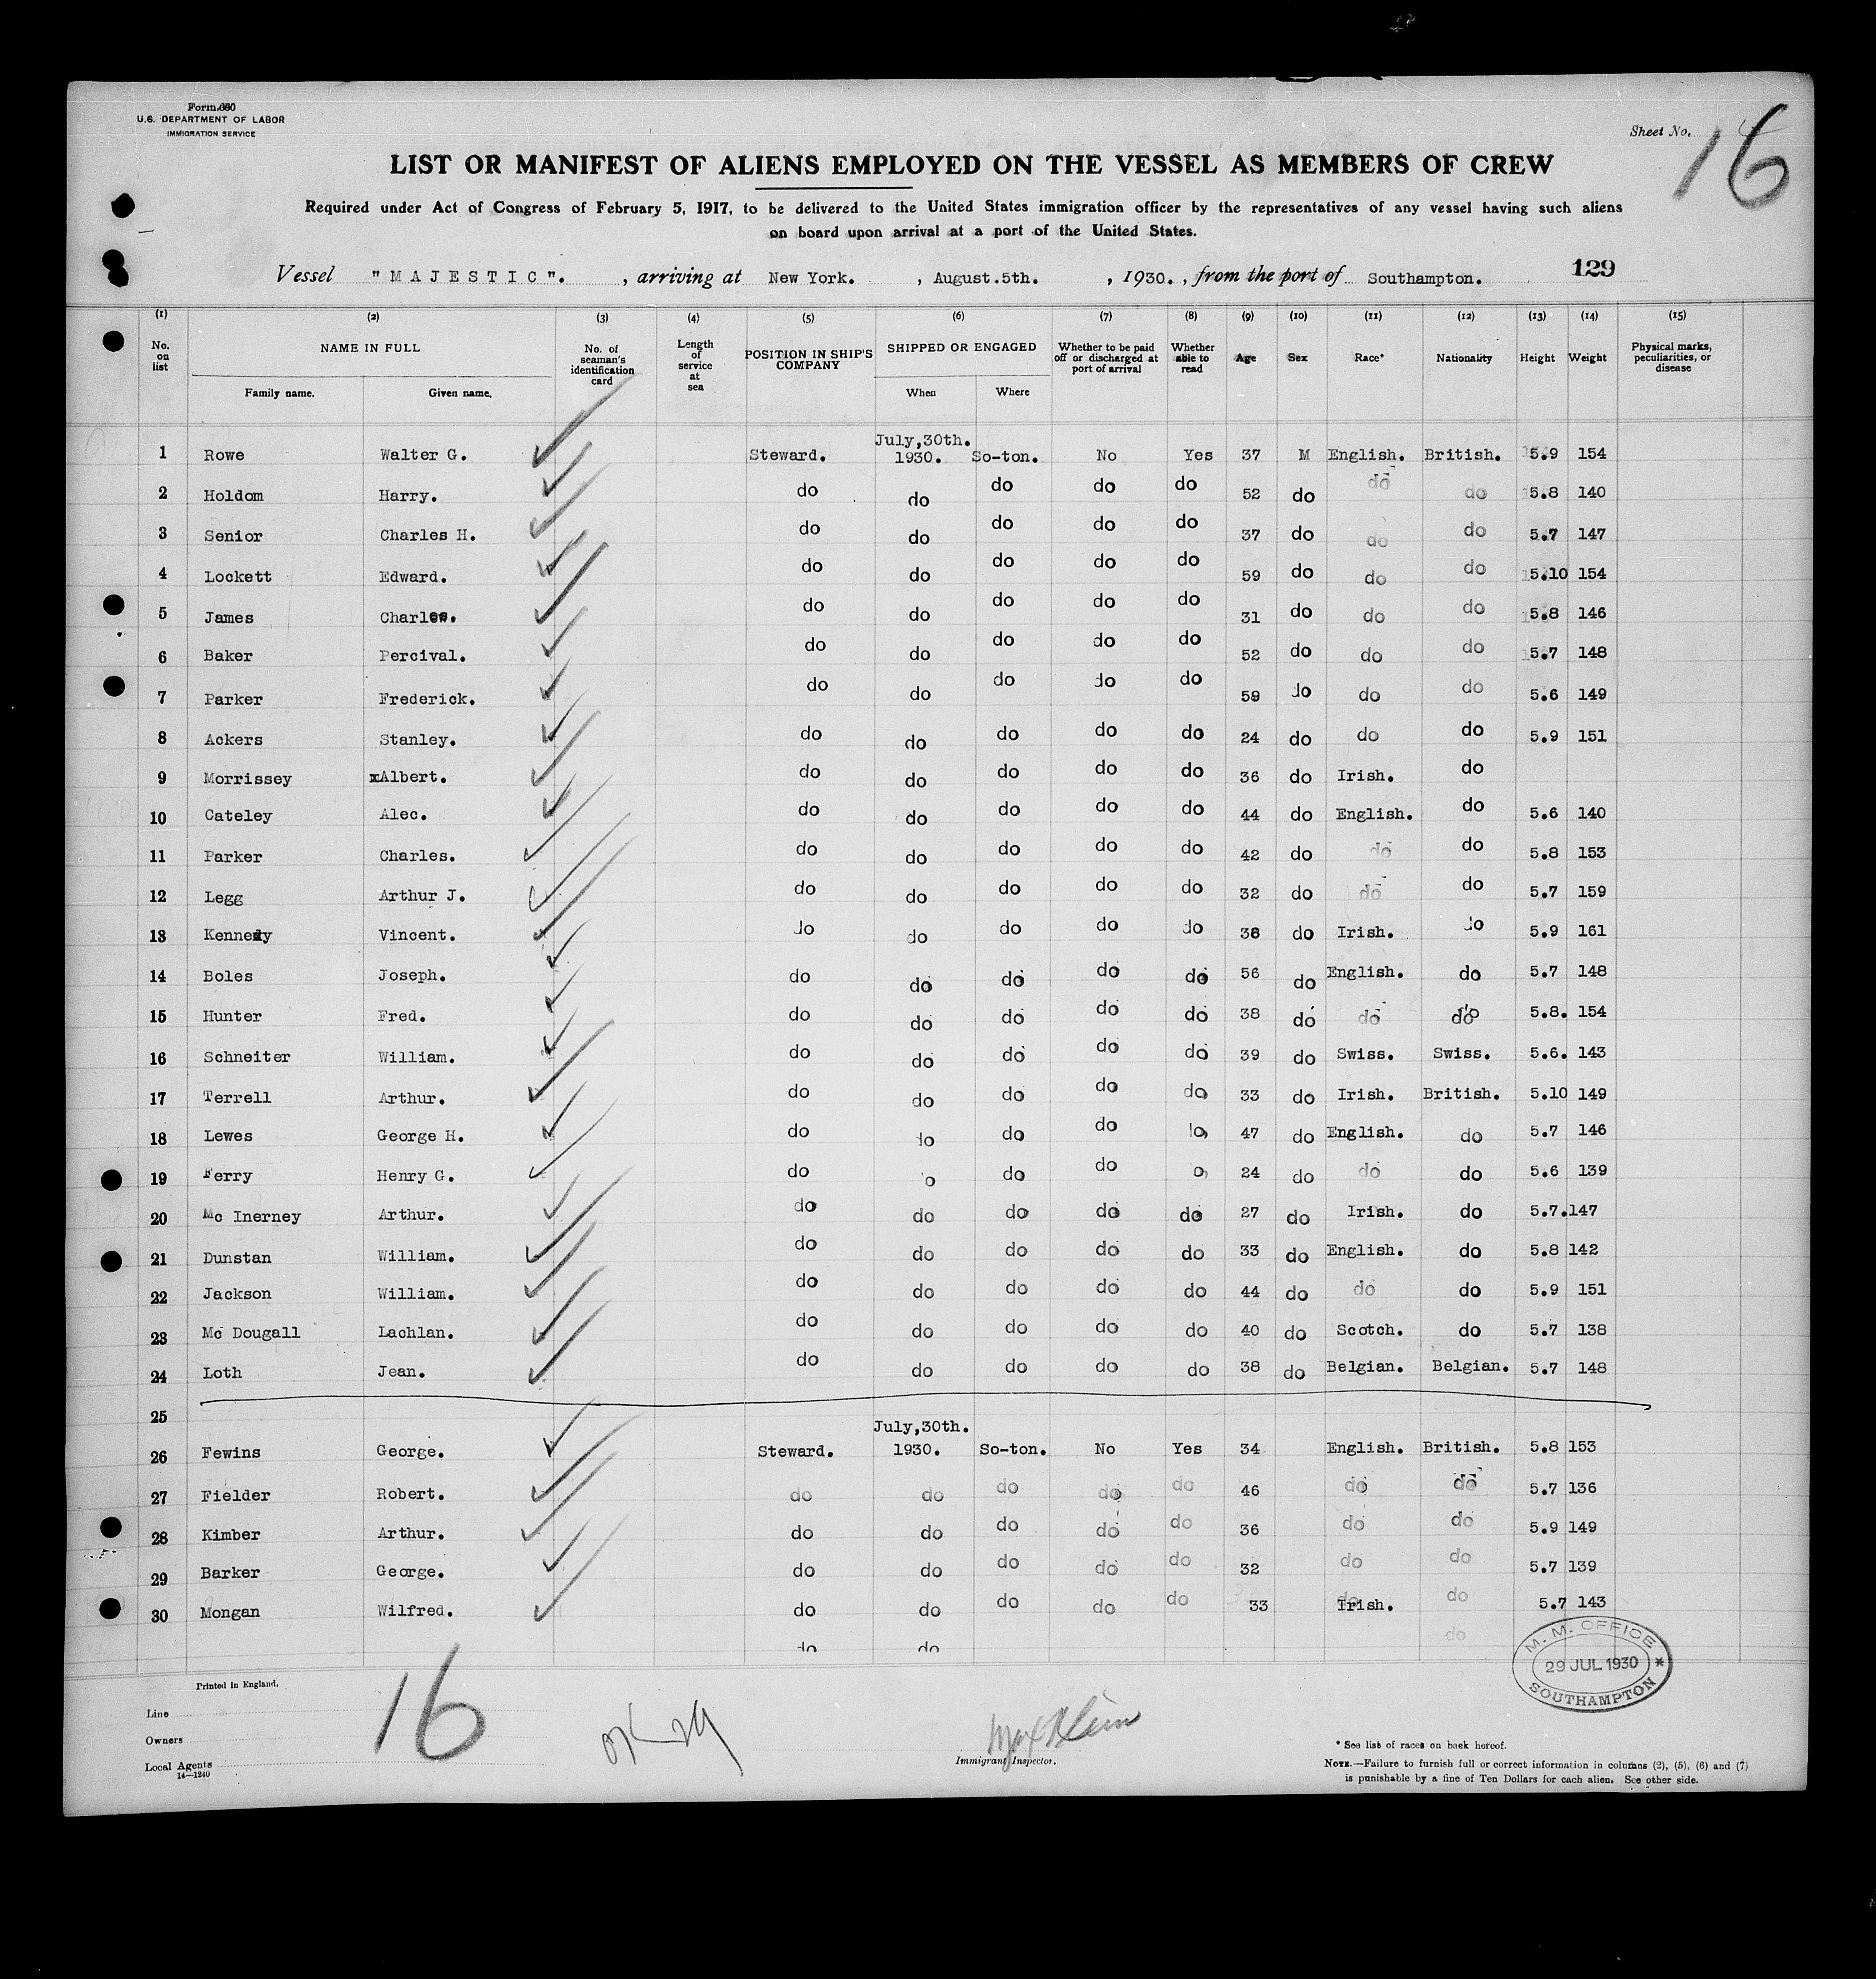 Form 680
U.S. DEPARTMENT OF LABOR
IMMIGRATION SERVICE
Sheet No.
16
LIST OR MANIFEST OF ALIENS EMPLOYED ON THE VESSEL AS MEMBERS OF CREW
Required under Act of Congress of February 5, 1917, to be delivered to the United States immigration officer by the representatives of any vessel having such aliens
on board upon arrival at a port of the United States.
Vessel "MAJESTIC". , arriving at New York. , August.5th. , 1930. , from the port of Southampton. 129
(1) (2) (3) (4) (5) (6) (7) (8) (9) (10) (11) (12) (13) (14) (15)
No. on list NAME IN FULL Family name. Given name. No. of seaman's identification card Length of service at sea POSITION IN SHIP'S COMPANY SHIPPED OR ENGAGED When Where Whether to be paid off or discharged at port of arrival Whether able to read Age Sex Race* Nationality Height Weight Physical marks, peculiarities, or disease
1 Rowe Walter G. Steward. July,30th. 1930. So-ton. No Yes 37 M English. British. 5.9 154
2 Holdom Harry. do do do do do 52 do do do 5.8 140
3 Senior Charles H. do do do do do 37 do do do 5.7 147
4 Lockett Edward. do do do do do 59 do do do 5.10 154
5 James Charles. do do do do do 31 do do do 5.8 146
6 Baker Percival. do do do do do 52 do do do 5.7 148
7 Parker Frederick. do do do do do 59 do do do 5.6 149
8 Ackers Stanley. do do do do do 24 do do do 5.9 151
9 Morrissey xAlbert. do do do do do 36 do Irish. do
10 Cateley Alec. do do do do do 44 do English. do 5.6 140
11 Parker Charles. do do do do do 42 do do do 5.8 153
12 Legg Arthur J. do do do do do 32 do do do 5.7 159
13 Kennedy Vincent. do do do do do 36 do Irish. do 5.9 161
14 Boles Joseph. do do do do do 56 do English. do 5.7 148
15 Hunter Fred. do do do do do 38 do do do 5.8. 154
16 Schneiter William. do do do do do 39 do Swiss. Swiss. 5.6. 143
17 Terrell Arthur. do do do do do 33 do Irish. British. 5.10 149
18 Lewes George H. do do do do do 47 do English. do 5.7 146
19 Ferry Henry G. do do do do do 24 do do do 5.6 139
20 Mc Inerney Arthur. do do do do do 27 do Irish. do 5.7. 147
21 Dunstan William. do do do do do 33 do English. do 5.8 142
22 Jackson William. do do do do do 44 do do do 5.9 151
23 Mc Dougall Lachlan. do do do do do 40 do Scotch. do 5.7 138
24 Loth Jean. do do do do do 38 do Belgian. Belgian. 5.7 148
25
26 Fewins George. Steward. July,30th. 1930. So-ton. No Yes 34 English. British. 5.8 153
27 Fielder Robert. do do do do do 46 do do 5.7 136
28 Kimber Arthur. do do do do do 36 do do 5.9 149
29 Barker George. do do do do do 32 do do 5.7 139
30 Mongan Wilfred. do do do do do 33 Irish. do 5.7 143
do do do
M. M. OFFICE
29 JUL 1930
SOUTHAMPTON
Printed in England.
Line
Owners
Local Agents
14—1240
16
Immigrant Inspector.
* See list of races on back hereof.
NOTE.—Failure to furnish full or correct information in columns (2), (5), (6) and (7)
is punishable by a fine of Ten Dollars for each alien. See other side.